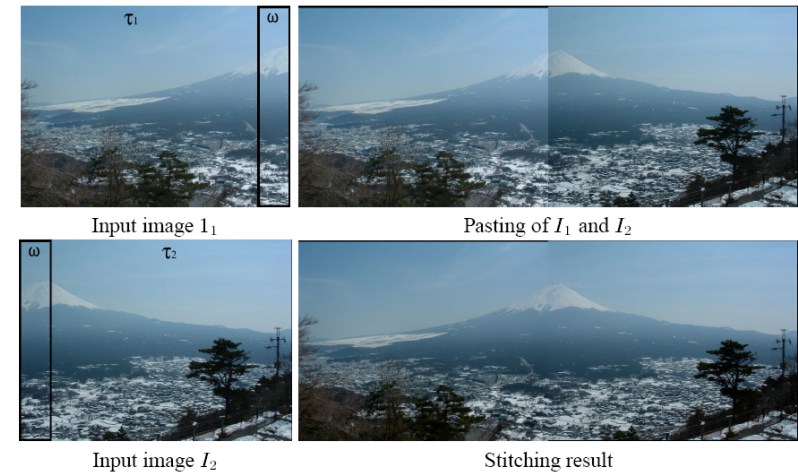 τ₁ ω
Input image 1₁
Pasting of I₁ and I₂
ω τ₂
Input image I₂
Stitching result